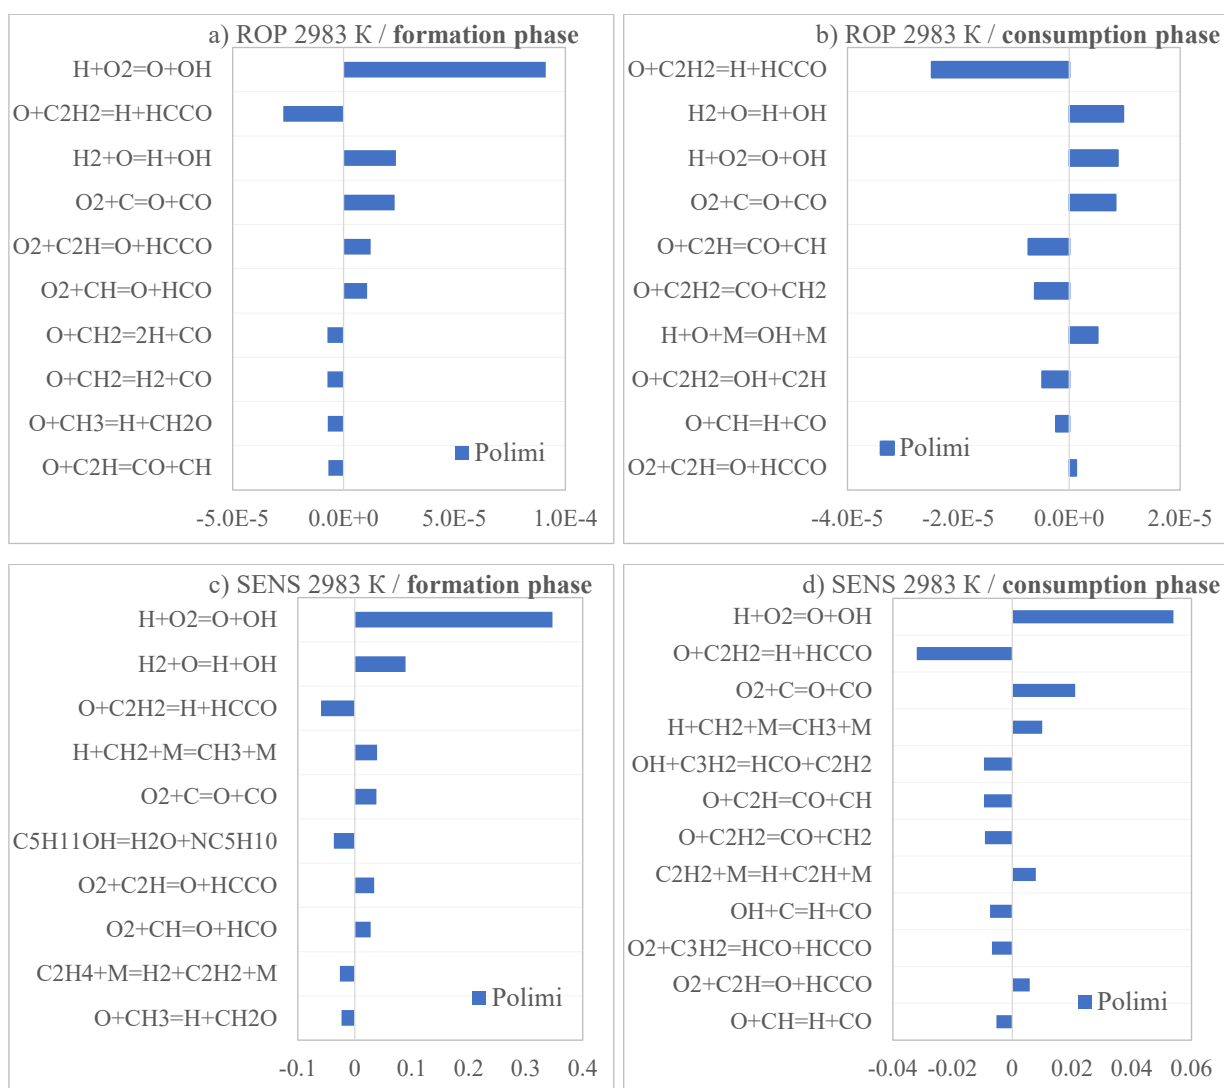 a) ROP 2983 K / formation phase
H+O2=O+OH
O+C2H2=H+HCCO
H2+O=H+OH
O2+C=O+CO
O2+C2H=O+HCCO
O2+CH=O+HCO
O+CH2=2H+CO
O+CH2=H2+CO
O+CH3=H+CH2O
O+C2H=CO+CH
Polimi
-5.0E-5 0.0E+0 5.0E-5 1.0E-4
b) ROP 2983 K / consumption phase
O+C2H2=H+HCCO
H2+O=H+OH
H+O2=O+OH
O2+C=O+CO
O+C2H=CO+CH
O+C2H2=CO+CH2
H+O+M=OH+M
O+C2H2=OH+C2H
O+CH=H+CO
O2+C2H=O+HCCO
Polimi
-4.0E-5 -2.0E-5 0.0E+0 2.0E-5
c) SENS 2983 K / formation phase
H+O2=O+OH
H2+O=H+OH
O+C2H2=H+HCCO
H+CH2+M=CH3+M
O2+C=O+CO
C5H11OH=H2O+NC5H10
O2+C2H=O+HCCO
O2+CH=O+HCO
C2H4+M=H2+C2H2+M
O+CH3=H+CH2O
Polimi
-0.1 0 0.1 0.2 0.3 0.4
d) SENS 2983 K / consumption phase
H+O2=O+OH
O+C2H2=H+HCCO
O2+C=O+CO
H+CH2+M=CH3+M
OH+C3H2=HCO+C2H2
O+C2H=CO+CH
O+C2H2=CO+CH2
C2H2+M=H+C2H+M
OH+C=H+CO
O2+C3H2=HCO+HCCO
O2+C2H=O+HCCO
O+CH=H+CO
Polimi
-0.04 -0.02 0 0.02 0.04 0.06